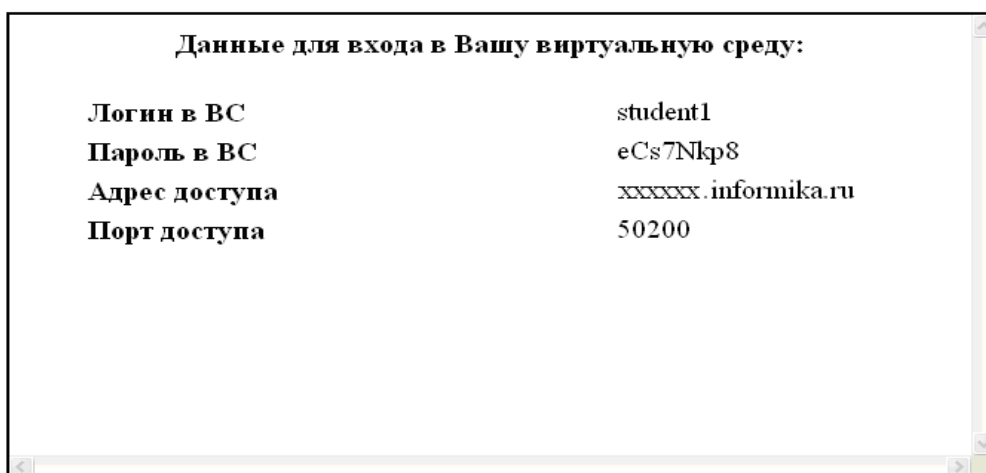 Данные для входа в Вашу виртуальную среду:
Логин в ВС student1
Пароль в ВС eCs7Nkp8
Адрес доступа xxxxxx.informika.ru
Порт доступа 50200